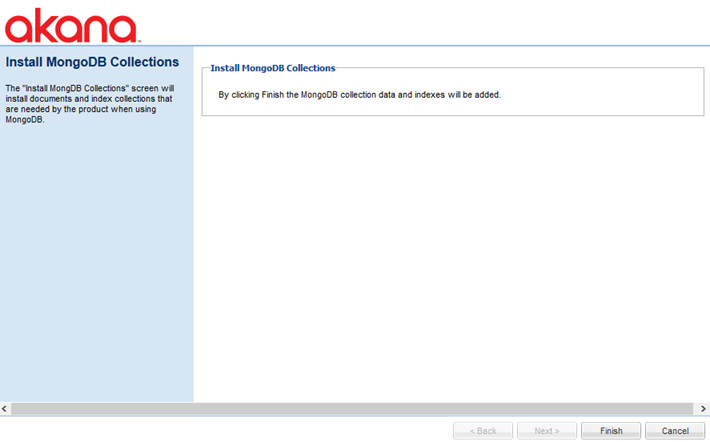 akana
Install MongoDB Collections
The "Install MongDB Collections" screen will
install documents and index collections that
are needed by the product when using
MongoDB.
Install MongoDB Collections
By clicking Finish the MongoDB collection data and indexes will be added.
< Back
Next >
Finish
Cancel